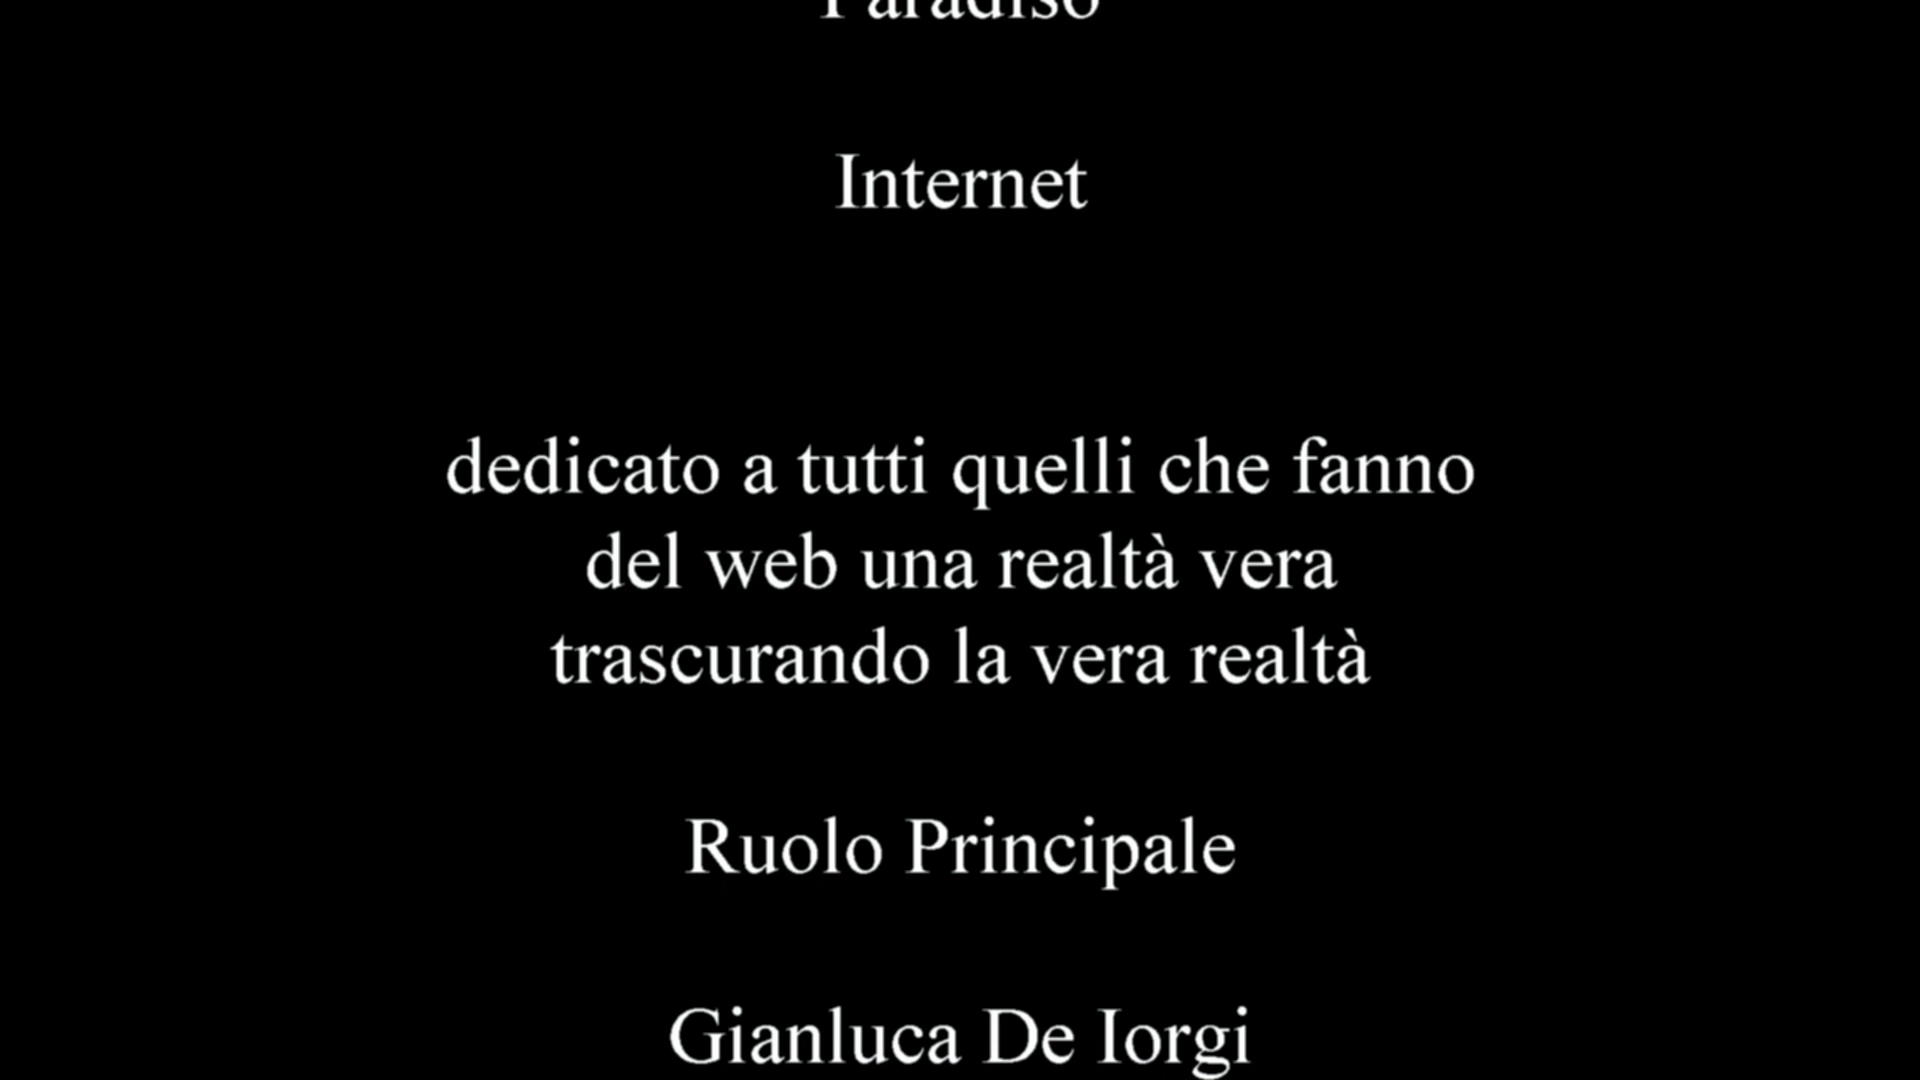 Paradiso
Internet
dedicato a tutti quelli che fanno
del web una realtà vera
trascurando la vera realtà
Ruolo Principale
Gianluca De Iorgi